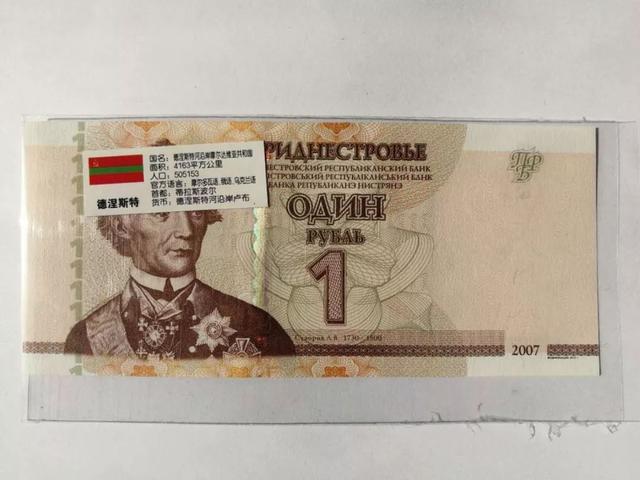 国名：德涅斯特河沿岸摩尔达维亚共和国
面积：4163平方公里
人口：505153
官方语言：摩尔多瓦语、俄语、乌克兰语
首都：蒂拉斯波尔
货币：德涅斯特河沿岸卢布
德涅斯特
РИДНЕСТРОВЬЕ
НЕСТРОВСКИЙ РЕСПУБЛИКАНСКИЙ БАНК
ІСТРОВСЬКИЙ РЕСПУБЛІКАНСЬКИЙ БАНК
БАНКА РЕПУБЛИКАНЭ НИСТРЯНЭ
ПРБ
ОДИН
РУБЛЬ
1
Суворов А.В. 1730 - 1800
2007